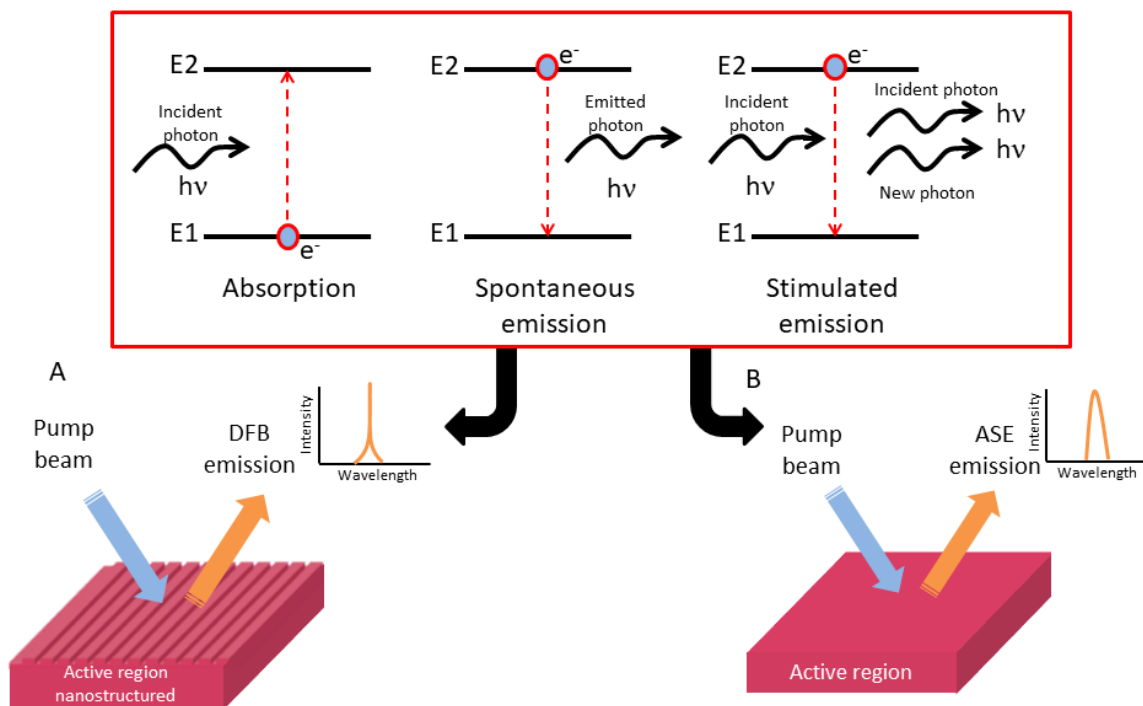 E2
Incident
photon
hν
E1
e⁻
Absorption
E2
e⁻
Emitted
photon
hν
E1
Spontaneous
emission
E2
e⁻
Incident
photon
hν
Incident photon
hν
hν
New photon
E1
Stimulated
emission
A
Pump
beam
DFB
emission
Intensity
Wavelength
Active region
nanostructured
B
Pump
beam
ASE
emission
Intensity
Wavelength
Active region